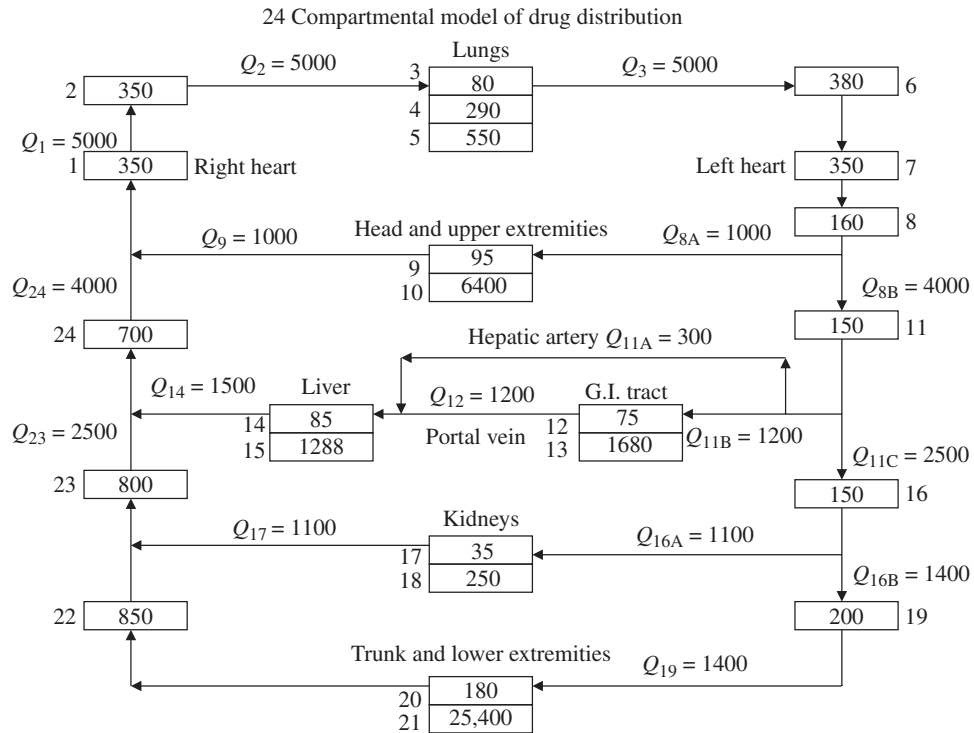 24 Compartmental model of drug distribution
Lungs
Q2 = 5000
3
Q3 = 5000
2
350
80
380
6
4
290
Q1 = 5000
5
550
1
350
Right heart
Left heart
350
7
160
8
Q9 = 1000
Head and upper extremities
Q8A = 1000
9
95
10
6400
Q24 = 4000
Q8B = 4000
24
700
150
11
Hepatic artery Q11A = 300
Q14 = 1500
Liver
Q12 = 1200
G.I. tract
14
85
12
75
Q23 = 2500
15
1288
Portal vein
13
1680
Q11B = 1200
Q11C = 2500
23
800
150
16
Q17 = 1100
Kidneys
Q16A = 1100
17
35
18
250
Q16B = 1400
22
850
200
19
Trunk and lower extremities
Q19 = 1400
20
180
21
25,400